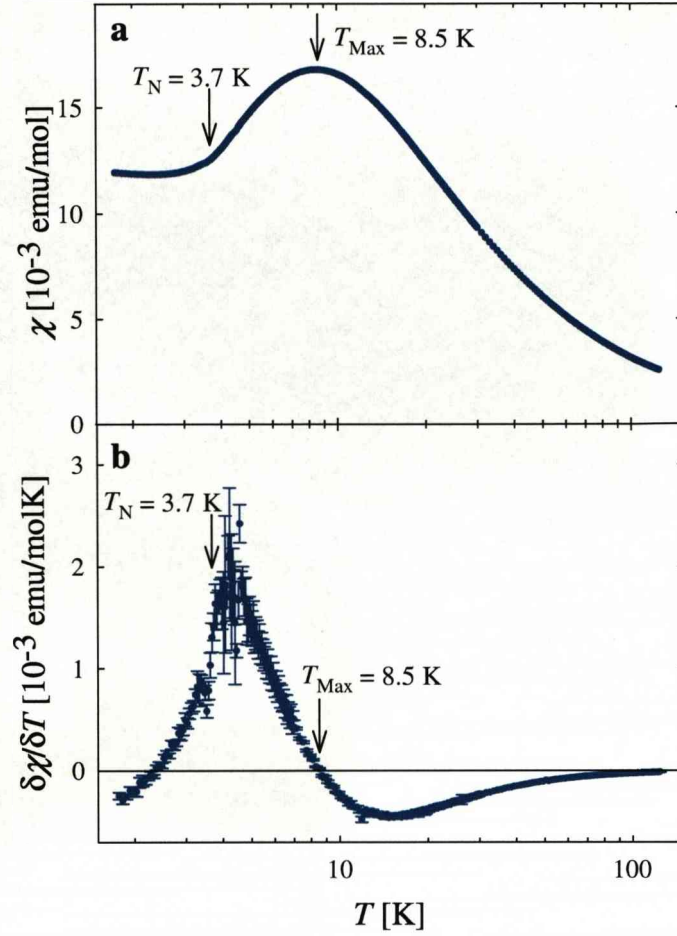 a
T_Max = 8.5 K
T_N = 3.7 K
15
10
5
0
χ [10^-3 emu/mol]
b
3
T_N = 3.7 K
2
1
T_Max = 8.5 K
0
δχ/δT [10^-3 emu/molK]
10 100
T [K]